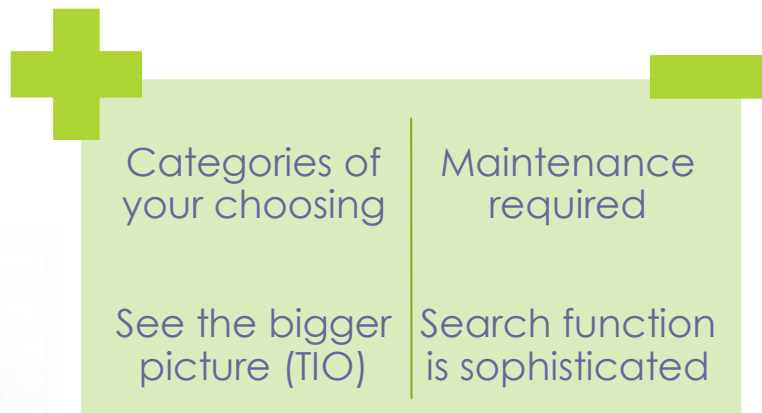 Categories of
your choosing
See the bigger
picture (TIO)
Maintenance
required
Search function
is sophisticated